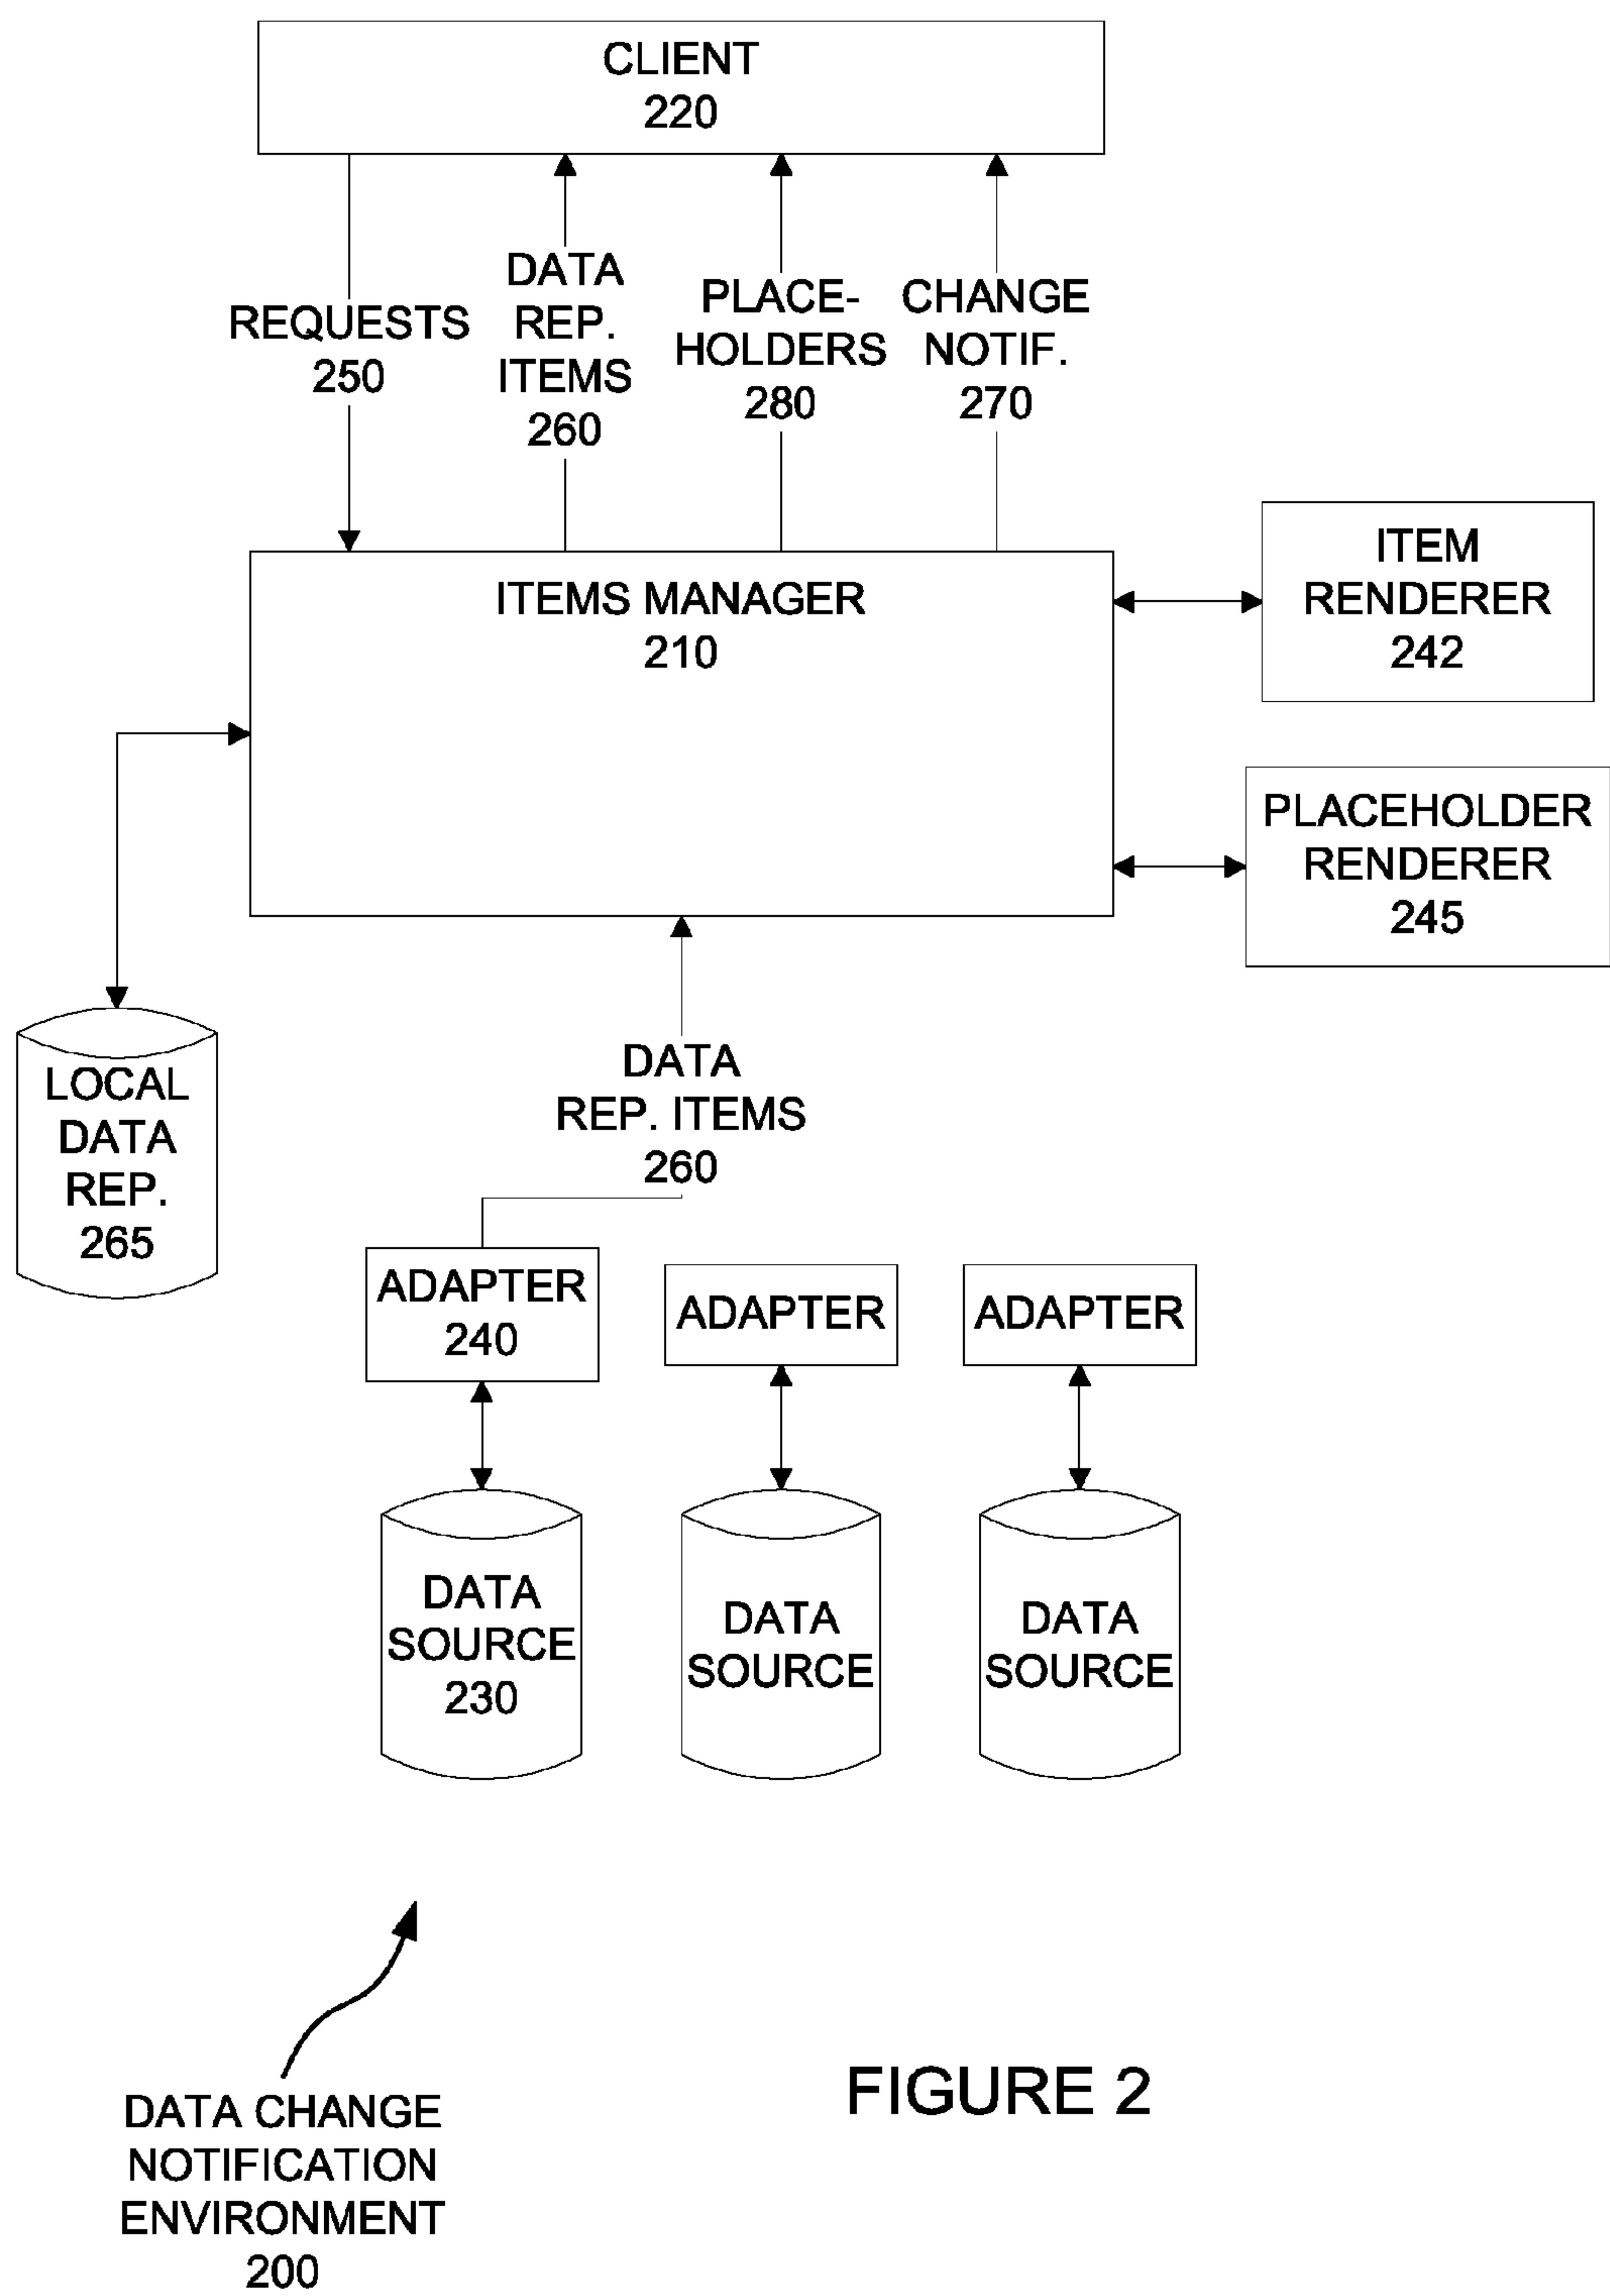 CLIENT
220
REQUESTS
250
DATA
REP.
ITEMS
260
PLACE-
HOLDERS
280
CHANGE
NOTIF.
270
ITEMS MANAGER
210
ITEM
RENDERER
242
PLACEHOLDER
RENDERER
245
LOCAL
DATA
REP.
265
DATA
REP. ITEMS
260
ADAPTER
240
ADAPTER
ADAPTER
DATA
SOURCE
230
DATA
SOURCE
DATA
SOURCE
DATA CHANGE
NOTIFICATION
ENVIRONMENT
200
FIGURE 2